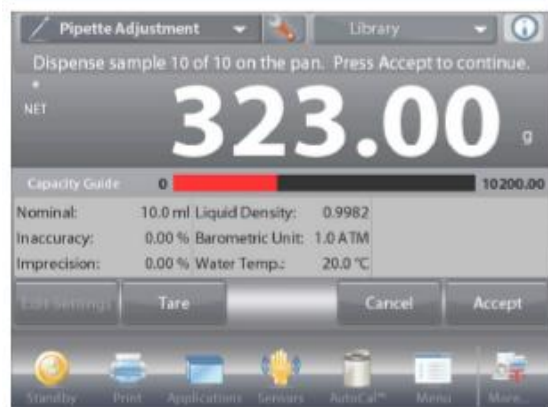 Pipette Adjustment Library
Dispense sample 10 of 10 on the pan. Press Accept to continue.
*
NET
323.00 g
Capacity Guide 0 10200.00
Nominal: 10.0 ml Liquid Density: 0.9982
Inaccuracy: 0.00 % Barometric Unit: 1.0 ATM
Imprecision: 0.00 % Water Temp.: 20.0 °C
Edit Settings Tare Cancel Accept
Standby Print Applications Sensors AutoCal™ Menu More...